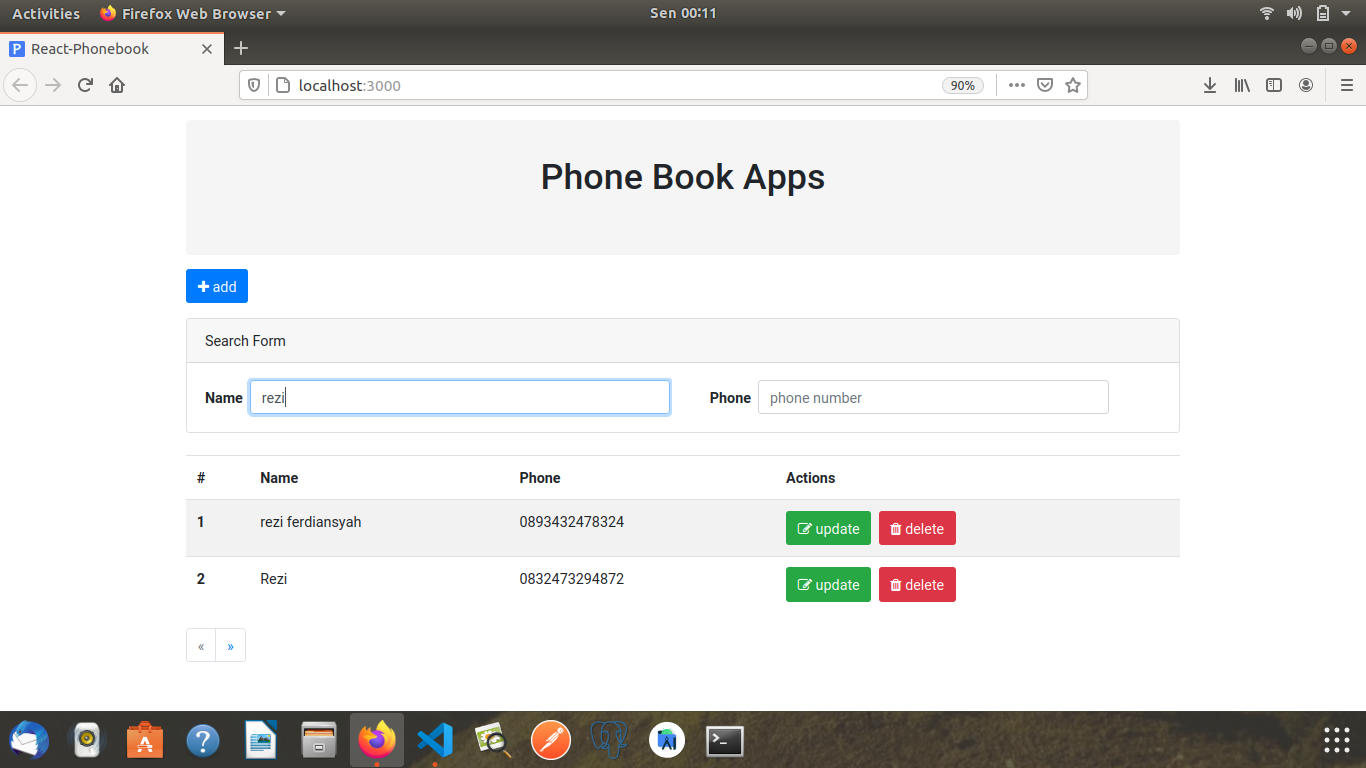 Activities Firefox Web Browser Sen 00:11
P React-Phonebook
localhost:3000 90%
Phone Book Apps
add
Search Form
Name rezi Phone phone number
# Name Phone Actions
1 rezi ferdiansyah 0893432478324 update delete
2 Rezi 0832473294872 update delete
« »